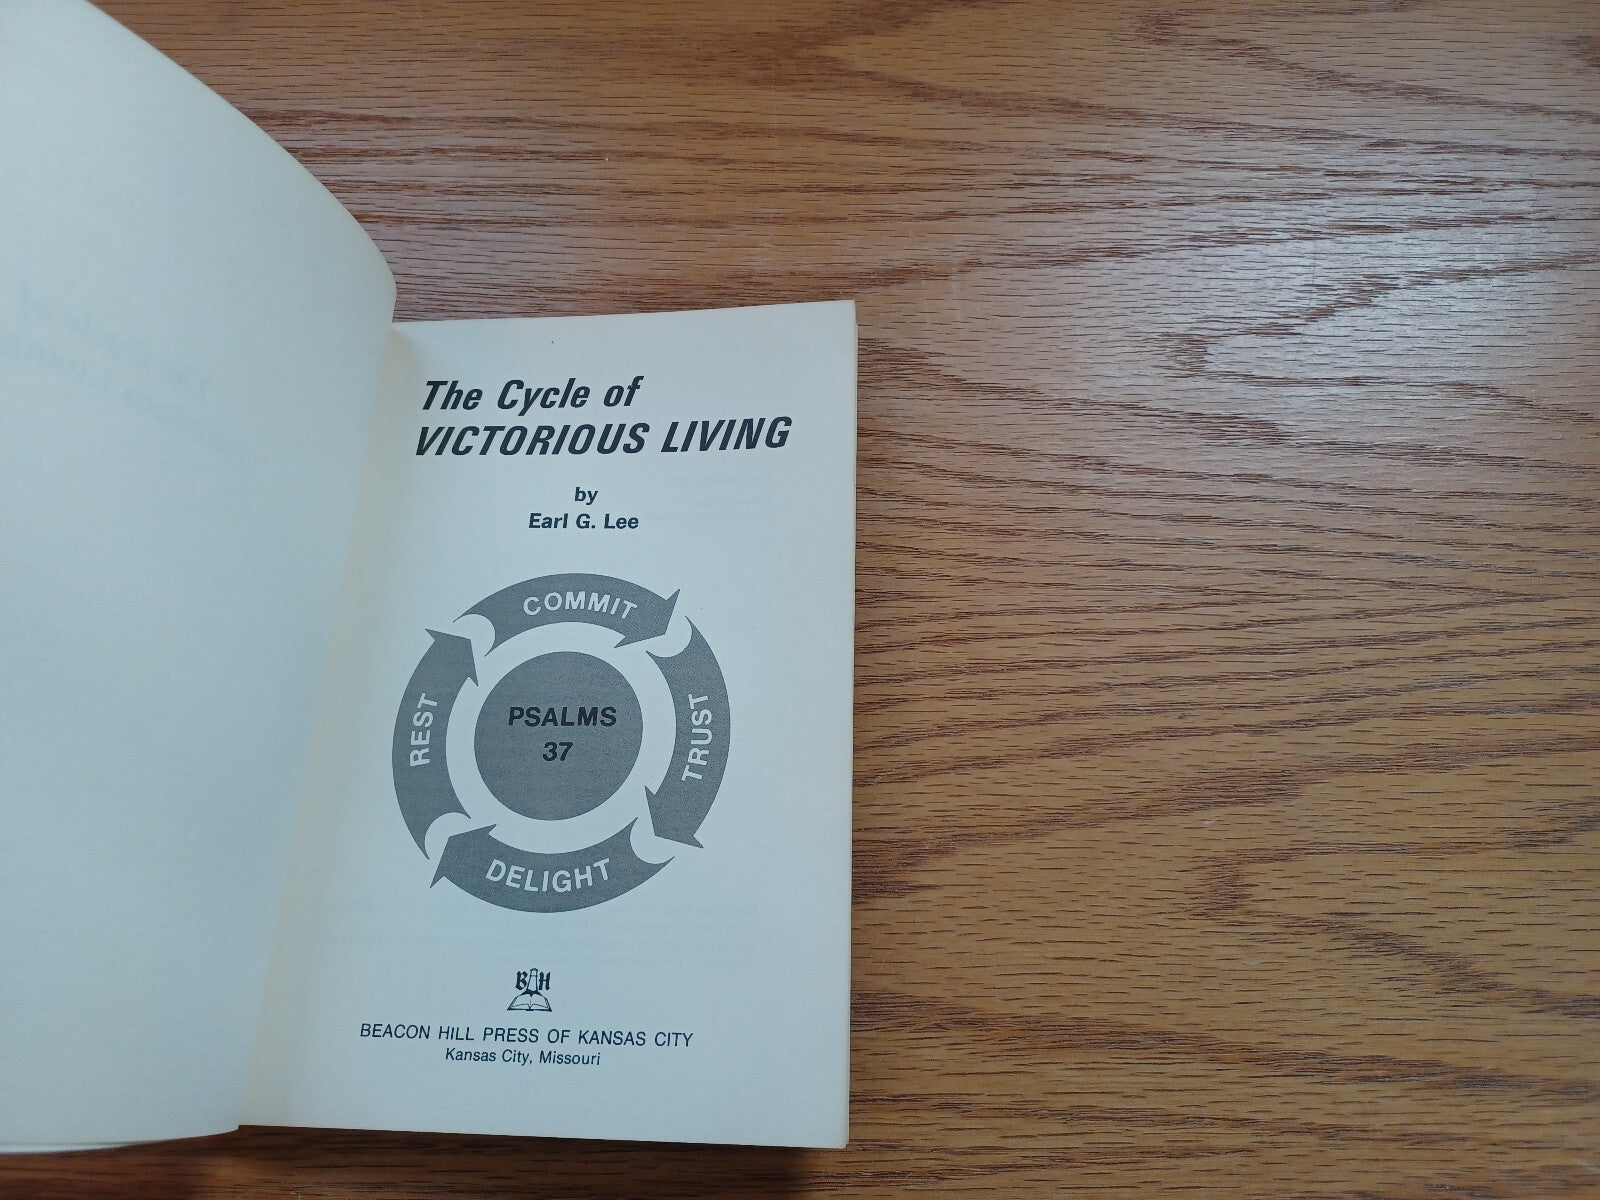 The Cycle of
VICTORIOUS LIVING
by
Earl G. Lee
COMMIT
TRUST
DELIGHT
REST
PSALMS
37
B H
BEACON HILL PRESS OF KANSAS CITY
Kansas City, Missouri